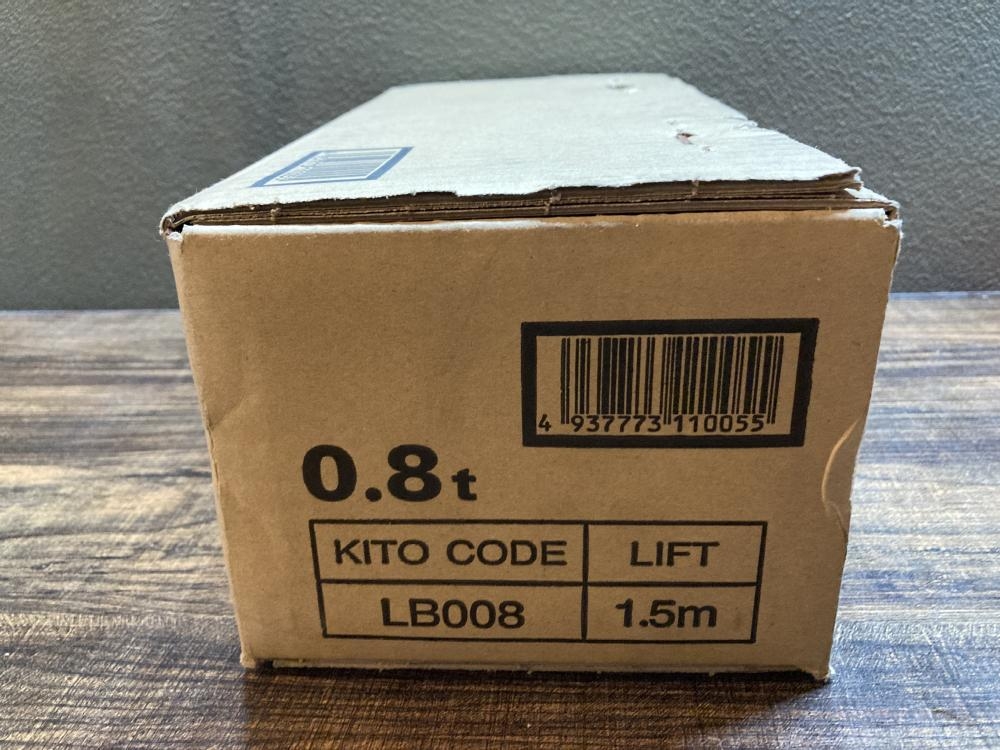 4 937773 110055
0.8t
KITO CODE LIFT
LB008 1.5m